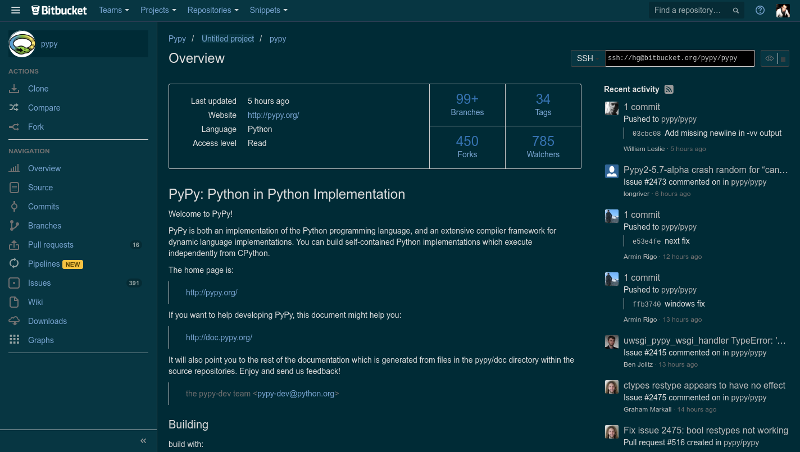 Bitbucket Teams Projects Repositories Snippets Find a repository...
pypy
ACTIONS
Clone
Compare
Fork
NAVIGATION
Overview
Source
Commits
Branches
Pull requests 16
Pipelines NEW
Issues 391
Wiki
Downloads
Graphs
Pypy / Untitled project / pypy
Overview
SSH ssh://hg@bitbucket.org/pypy/pypy
Last updated 5 hours ago
Website http://pypy.org/
Language Python
Access level Read
99+ Branches
34 Tags
450 Forks
785 Watchers
PyPy: Python in Python Implementation
Welcome to PyPy!
PyPy is both an implementation of the Python programming language, and an extensive compiler framework for
dynamic language implementations. You can build self-contained Python implementations which execute
independently from CPython.
The home page is:
http://pypy.org/
If you want to help developing PyPy, this document might help you:
http://doc.pypy.org/
It will also point you to the rest of the documentation which is generated from files in the pypy/doc directory within the
source repositories. Enjoy and send us feedback!
the pypy-dev team <pypy-dev@python.org>
Building
build with:
Recent activity
1 commit
Pushed to pypy/pypy
03cbc08 Add missing newline in -vv output
William Leslie · 5 hours ago
Pypy2-5.7-alpha crash random for "can...
Issue #2473 commented on in pypy/pypy
longriver · 6 hours ago
1 commit
Pushed to pypy/pypy
e53e4fe next fix
Armin Rigo · 12 hours ago
1 commit
Pushed to pypy/pypy
ffb3740 windows fix
Armin Rigo · 13 hours ago
uwsgi_pypy_wsgi_handler TypeError: '...
Issue #2415 commented on in pypy/pypy
Ben Jolitz · 13 hours ago
ctypes restype appears to have no effect
Issue #2475 commented on in pypy/pypy
Graham Markall · 14 hours ago
Fix issue 2475: bool restypes not working
Pull request #516 created in pypy/pypy